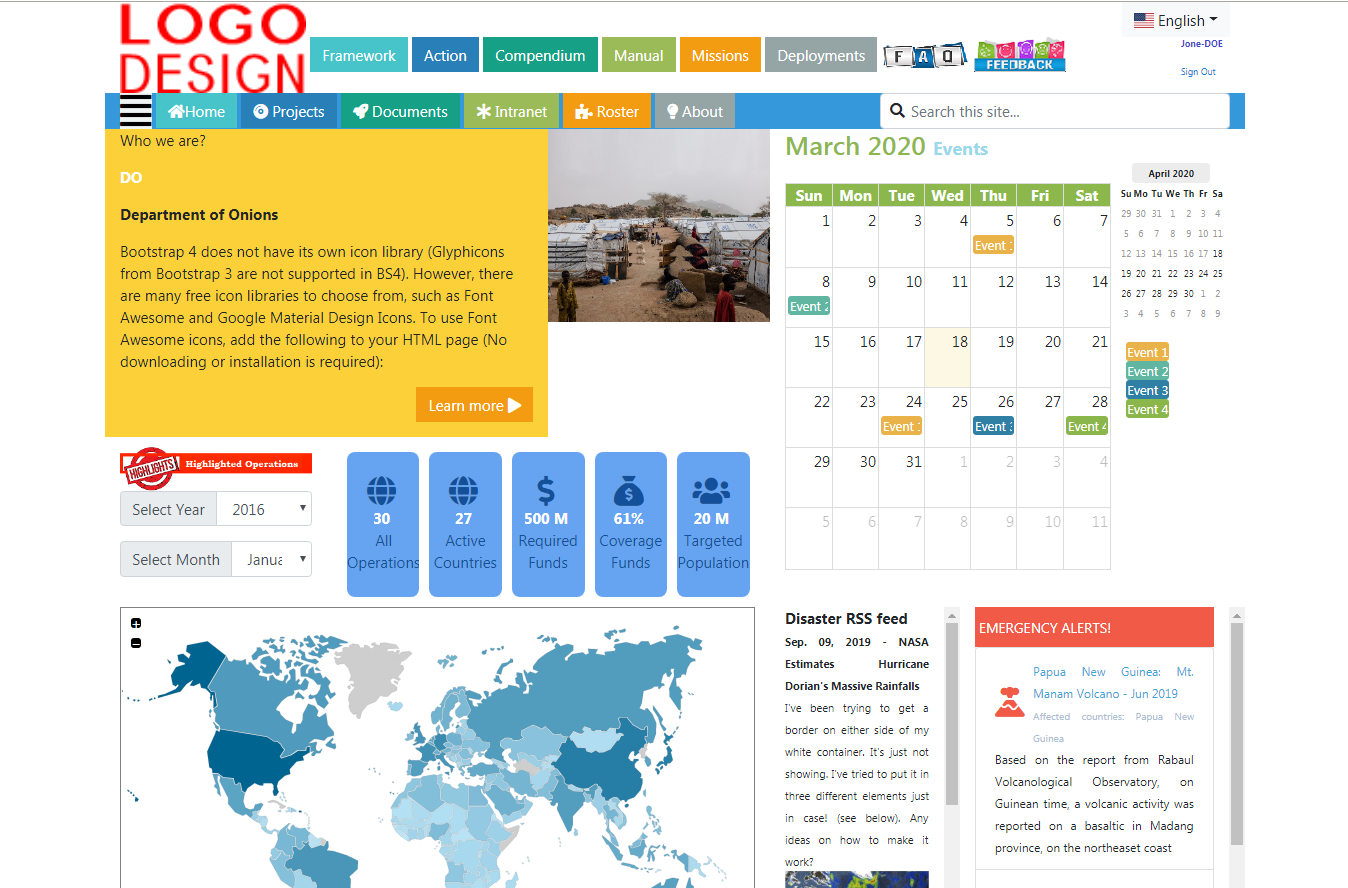 LOGO
DESIGN
Framework
Action
Compendium
Manual
Missions
Deployments
FAQ
FEEDBACK
English
Jone-DOE
Sign Out
Home
Projects
Documents
Intranet
Roster
About
Search this site...
Who we are?
DO
Department of Onions
Bootstrap 4 does not have its own icon library (Glyphicons
from Bootstrap 3 are not supported in BS4). However, there
are many free icon libraries to choose from, such as Font
Awesome and Google Material Design Icons. To use Font
Awesome icons, add the following to your HTML page (No
downloading or installation is required):
Learn more
March 2020 Events
Sun Mon Tue Wed Thu Fri Sat
1 2 3 4 5 6 7
Event
8 9 10 11 12 13 14
Event 2
15 16 17 18 19 20 21
22 23 24 25 26 27 28
Event Event Event 4
29 30 31 1 2 3 4
5 6 7 8 9 10 11
April 2020
Su Mo Tu We Th Fr Sa
29 30 31 1 2 3 4
5 6 7 8 9 10 11
12 13 14 15 16 17 18
19 20 21 22 23 24 25
26 27 28 29 30 1 2
3 4 5 6 7 8 9
Event 1
Event 2
Event 3
Event 4
HIGHLIGHTS
Highlighted Operations
Select Year 2016
Select Month Janua
30
All
Operations
27
Active
Countries
$
500 M
Required
Funds
$
61%
Coverage
Funds
20 M
Targeted
Population
+
−
Disaster RSS feed
Sep. 09, 2019 - NASA
Estimates Hurricane
Dorian's Massive Rainfalls
I've been trying to get a
border on either side of my
white container. It's just not
showing. I've tried to put it in
three different elements just
in case! (see below). Any
ideas on how to make it
work?
EMERGENCY ALERTS!
Papua New Guinea: Mt.
Manam Volcano - Jun 2019
Affected countries: Papua New
Guinea
Based on the report from Rabaul
Volcanological Observatory, on
Guinean time, a volcanic activity was
reported on a basaltic in Madang
province, on the northeaset coast